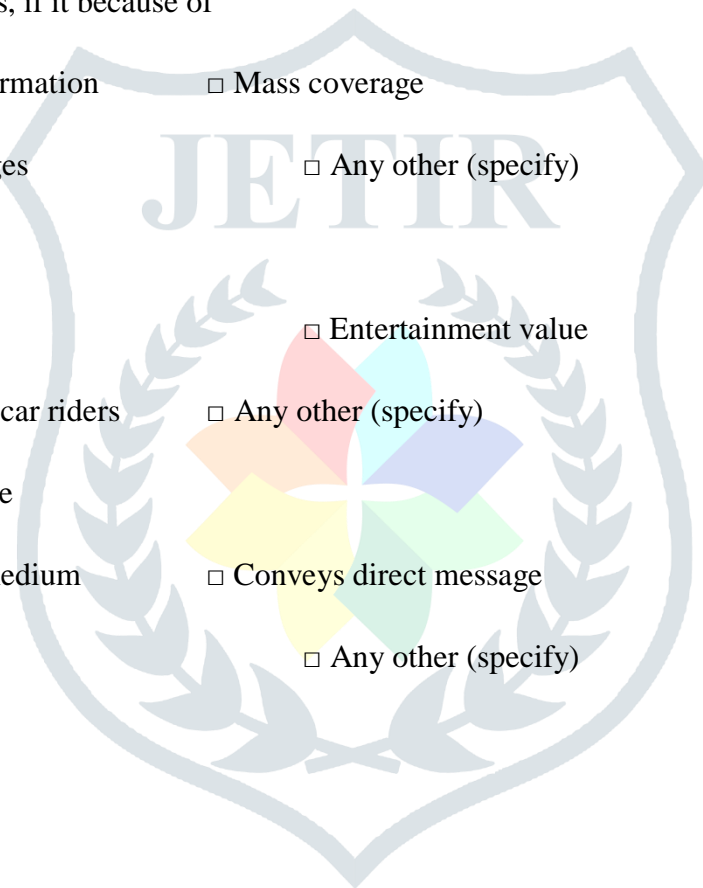 s, if it because of
rmation □ Mass coverage
ges □ Any other (specify)
JETIR
□ Entertainment value
car riders □ Any other (specify)
e
edium □ Conveys direct message
□ Any other (specify)